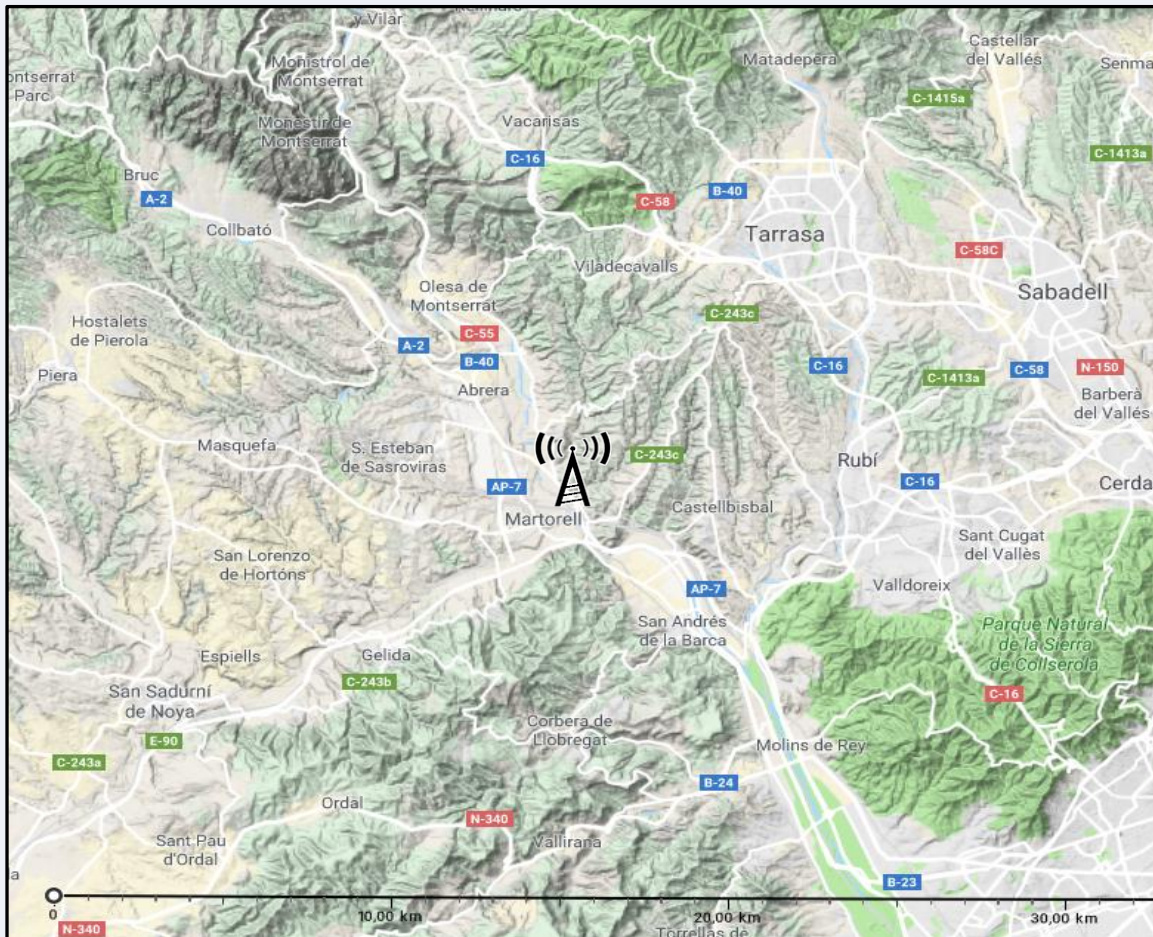 y Vilar
Castellar
del Vallés
Matadepera
Monistrol de
Montserrat
Parc
C-1415a
Vacarisas
Monestir de
Montserrat
C-16
C-1413a
Bruc
A-2
C-58
B-40
Collbató
Tarrasa
C-58C
Viladecavalls
Olesa de
Montserrat
Sabadell
C-243c
Hostalets
de Pierola
C-55
A-2
B-40
C-16
C-1413a
C-58
N-150
Piera
Abrera
Barberà
del Vallés
Masquefa
S. Esteban
de Sasroviras
C-243c
Rubí
AP-7
C-16
Cerda
Martorell
Castellbisbal
San Lorenzo
de Hortóns
Sant Cugat
del Vallès
AP-7
Valldoreix
San Andrés
de la Barca
Parque Natural
de la Sierra
de Collserola
Espiells
Gelida
C-243b
San Sadurní
de Noya
C-16
Corbera de
Llobregat
E-90
Molins de Rey
C-243a
B-24
Ordal
N-340
Sant Pau
d'Ordal
Vallirana
a
B-23
0
10,00 km
20,00 km
30,00 km
N-340
Torrellas de